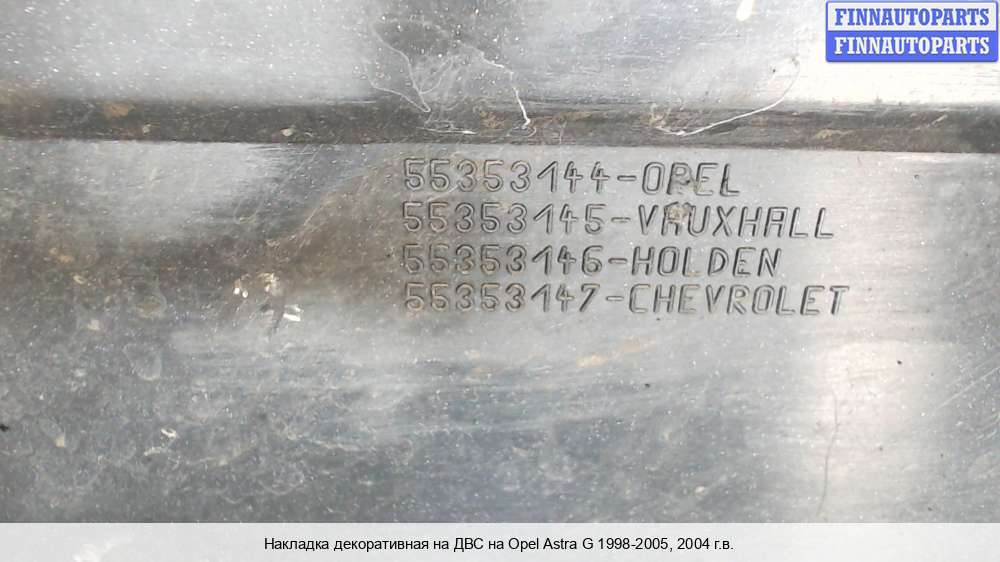 FINNAUTOPARTS
FINNAUTOPARTS
55353144-OPEL
55353145-VAUXHALL
55353146-HOLDEN
55353147-CHEVROLET
Накладка декоративная на ДВС на Opel Astra G 1998-2005, 2004 г.в.